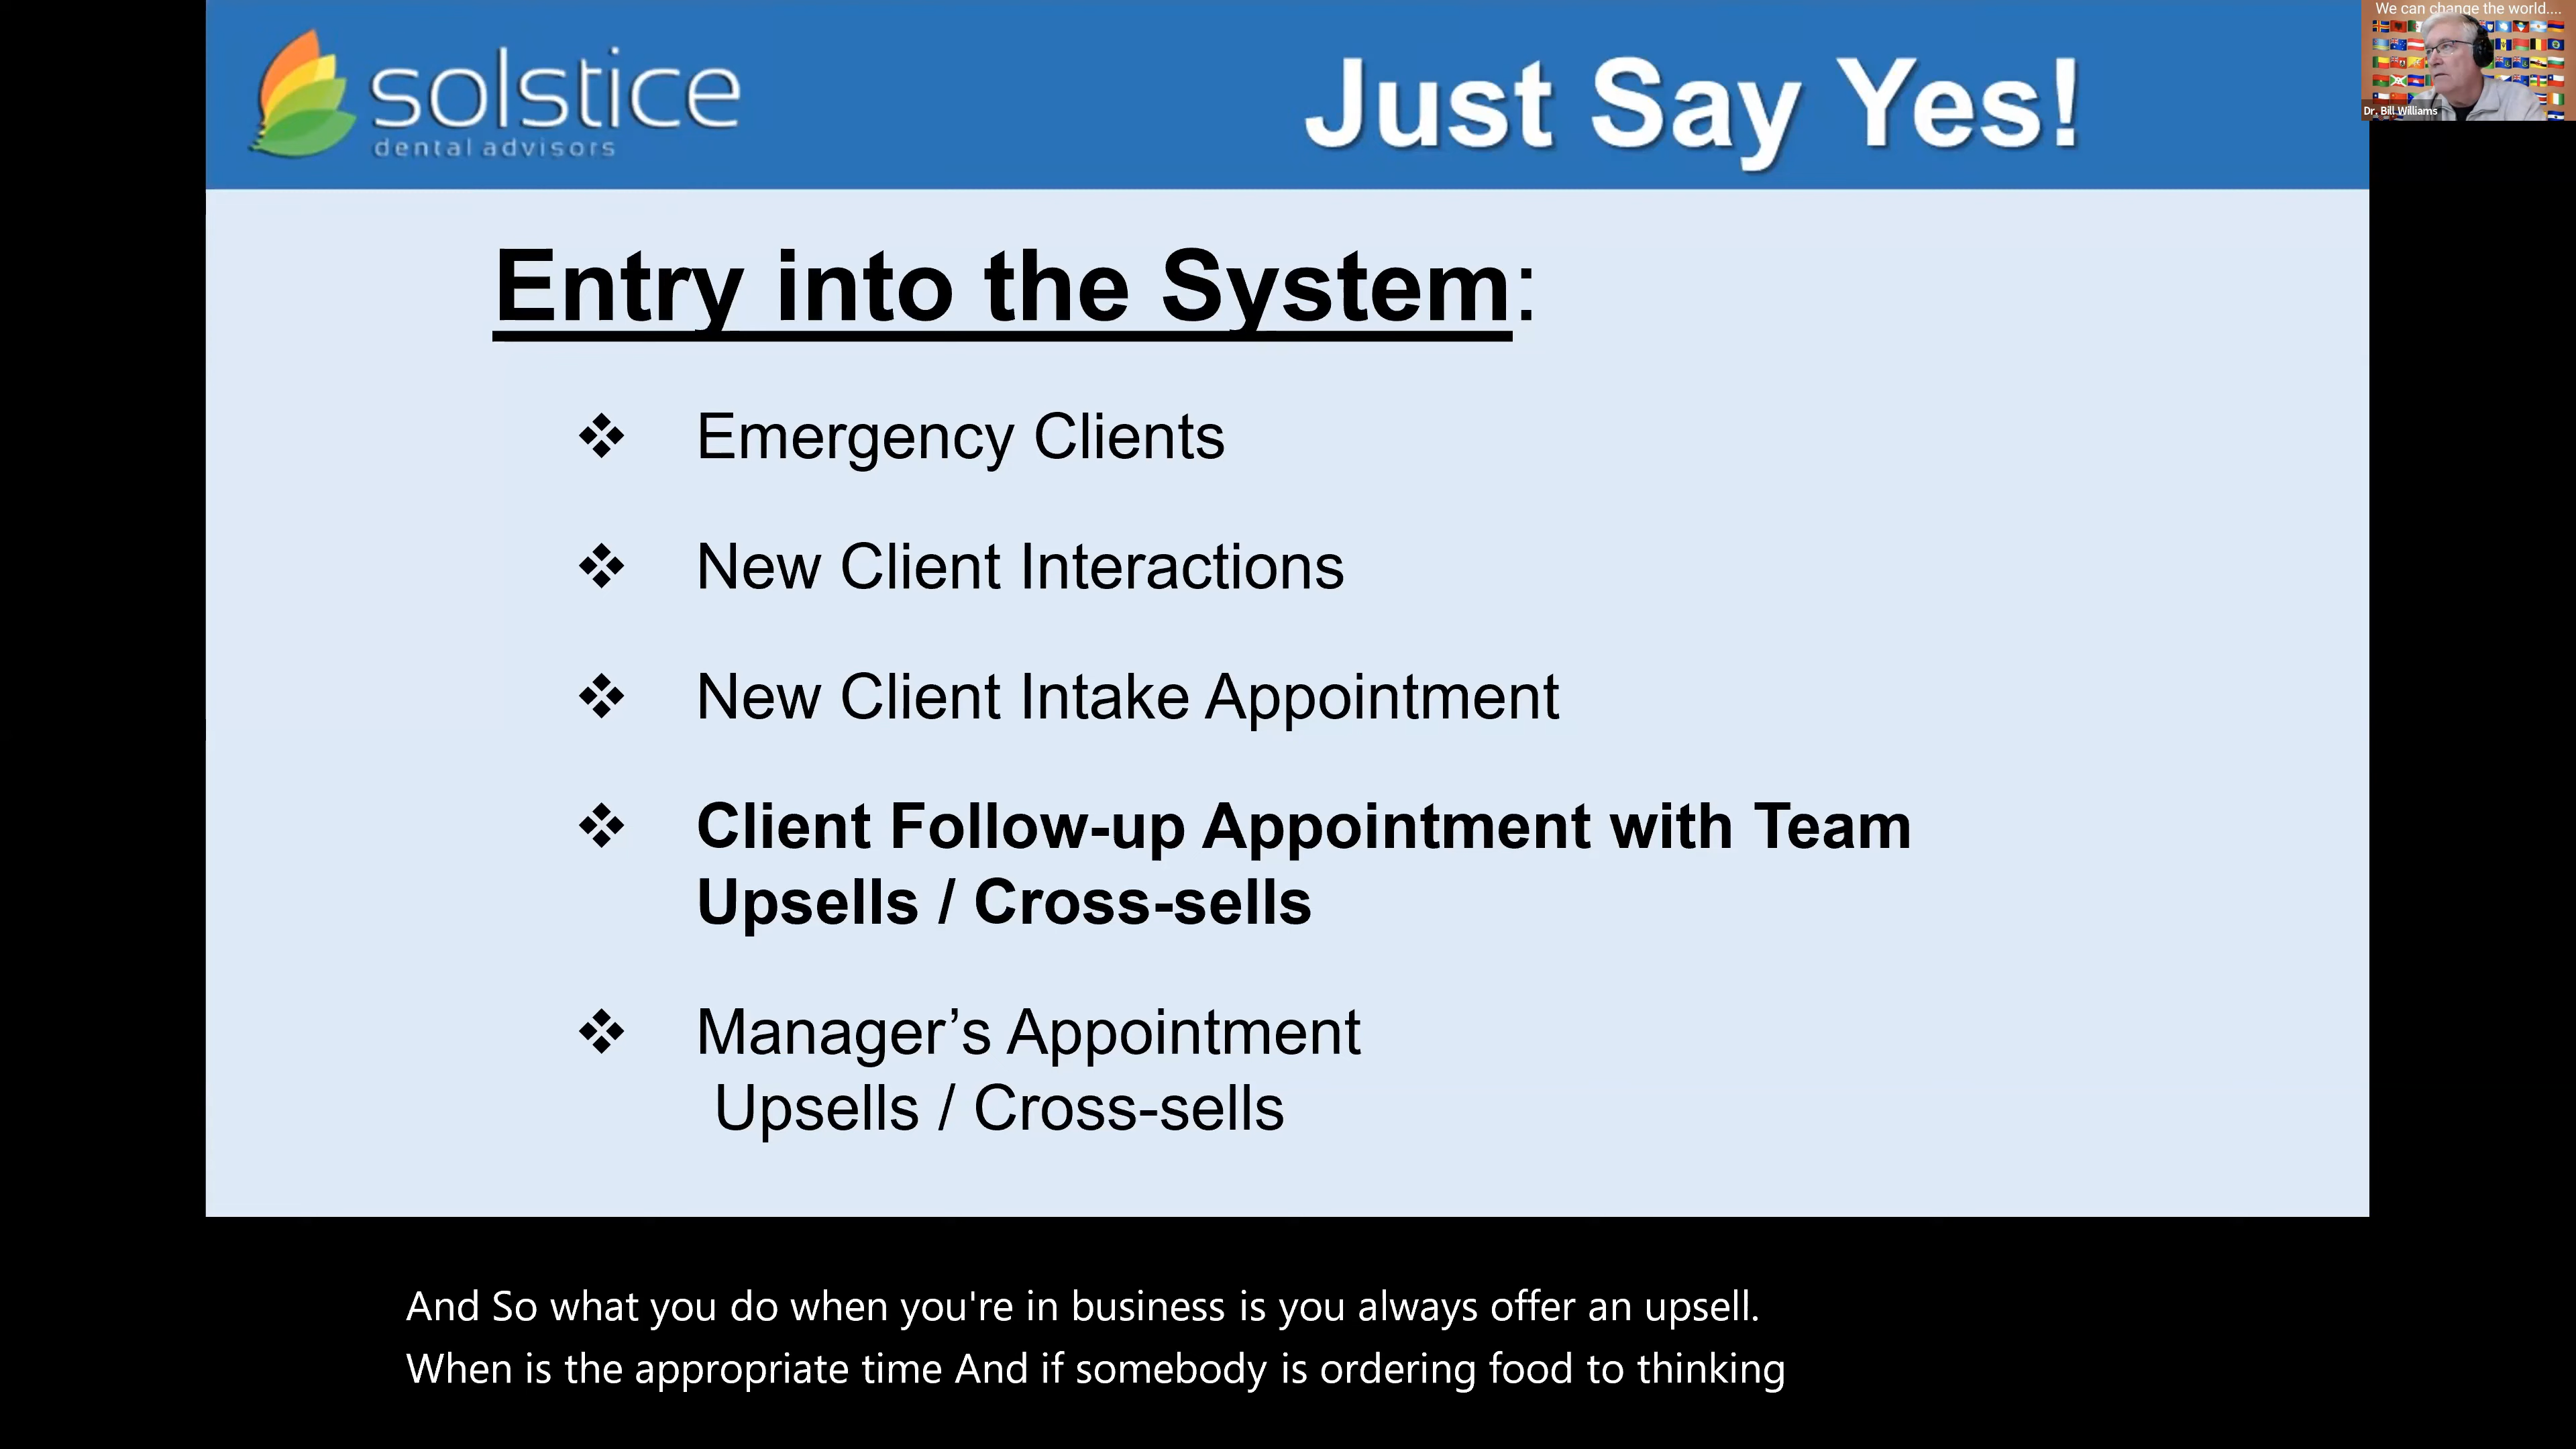 We can change the world....
Dr. Bill Williams
solstice
dental advisors
Just Say Yes!
Entry into the System:
❖ Emergency Clients
❖ New Client Interactions
❖ New Client Intake Appointment
❖ Client Follow-up Appointment with Team
Upsells / Cross-sells
❖ Manager’s Appointment
Upsells / Cross-sells
And So what you do when you're in business is you always offer an upsell.
When is the appropriate time And if somebody is ordering food to thinking